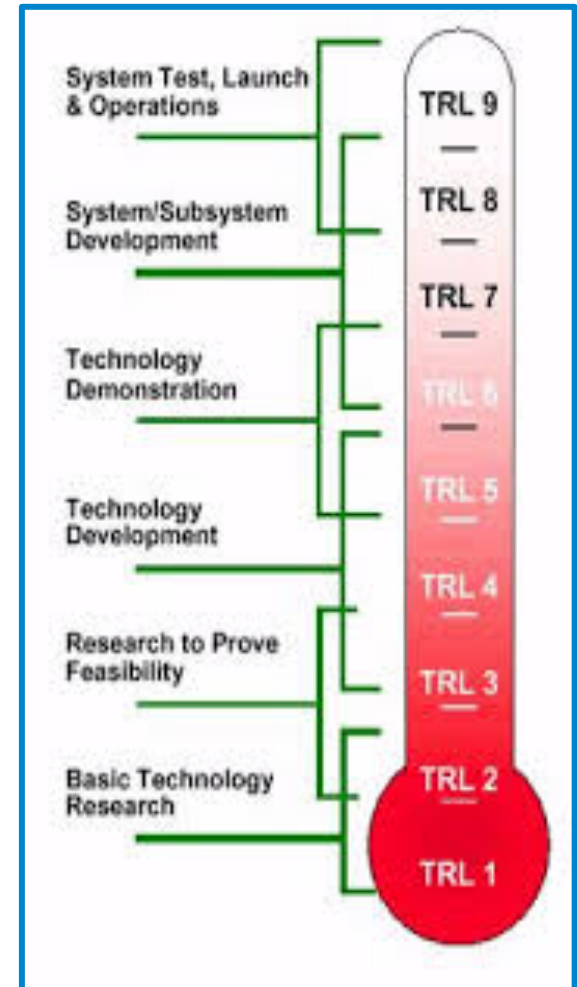 System Test, Launch
& Operations
System/Subsystem
Development
Technology
Demonstration
Technology
Development
Research to Prove
Feasibility
Basic Technology
Research
TRL 9
TRL 8
TRL 7
TRL 6
TRL 5
TRL 4
TRL 3
TRL 2
TRL 1